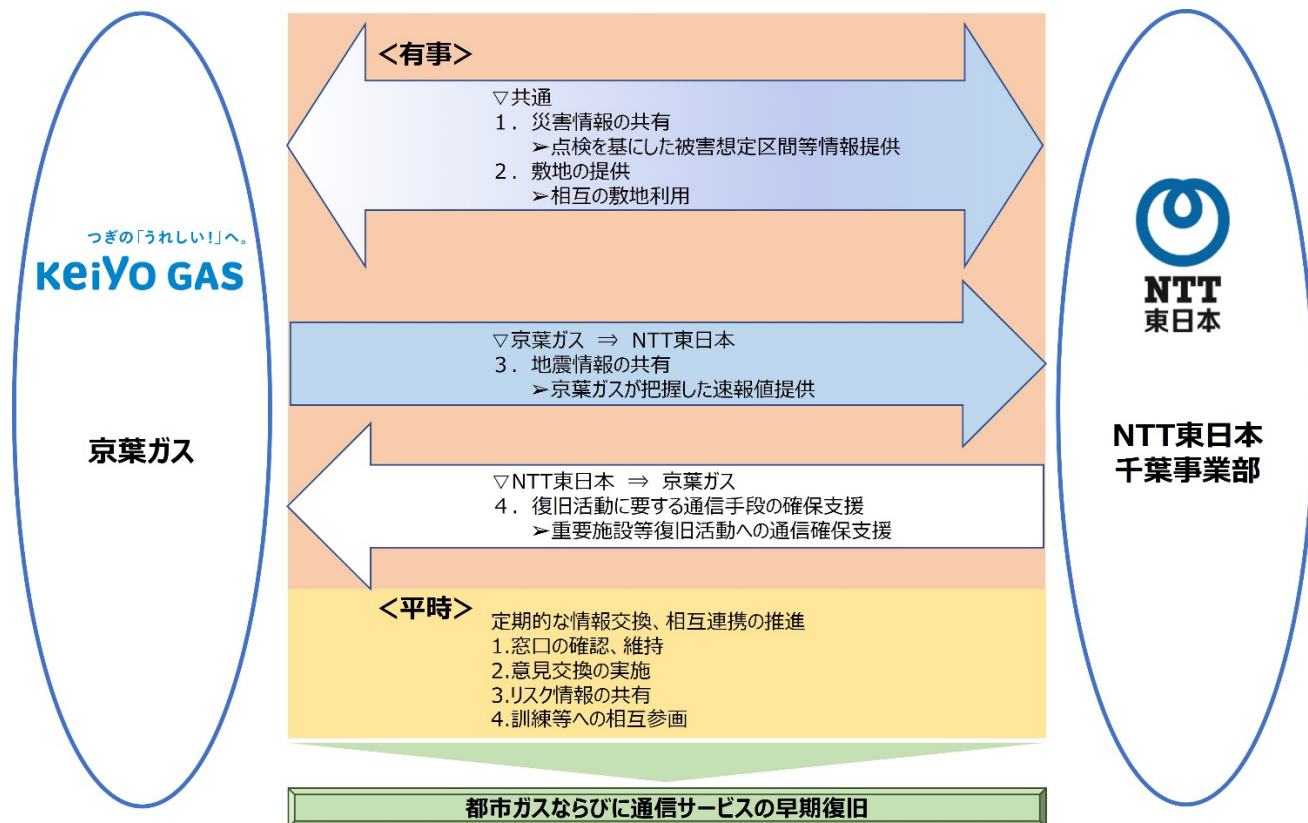 つぎの「うれしい!」へ。
KeiYO GAS
京葉ガス
＜有事＞
▽共通
1．災害情報の共有
➢点検を基にした被害想定区間等情報提供
2．敷地の提供
➢相互の敷地利用
▽京葉ガス ⇒ NTT東日本
3．地震情報の共有
➢京葉ガスが把握した速報値提供
▽NTT東日本 ⇒ 京葉ガス
4．復旧活動に要する通信手段の確保支援
➢重要施設等復旧活動への通信確保支援
＜平時＞
定期的な情報交換、相互連携の推進
1.窓口の確認、維持
2.意見交換の実施
3.リスク情報の共有
4.訓練等への相互参画
都市ガスならびに通信サービスの早期復旧
NTT
東日本
NTT東日本
千葉事業部